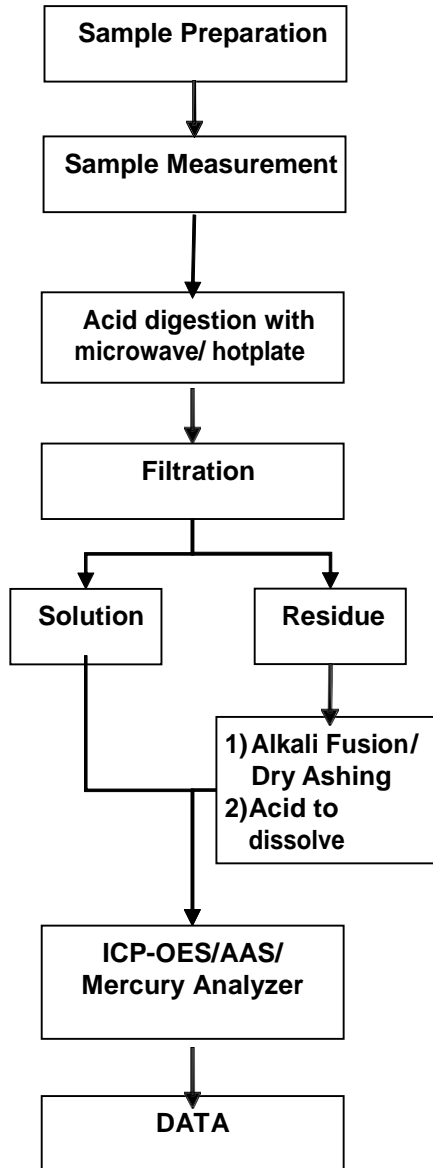 Sample Preparation
Sample Measurement
Acid digestion with
microwave/ hotplate
Filtration
Solution
Residue
1) Alkali Fusion/
Dry Ashing
2) Acid to
dissolve
ICP-OES/AAS/
Mercury Analyzer
DATA